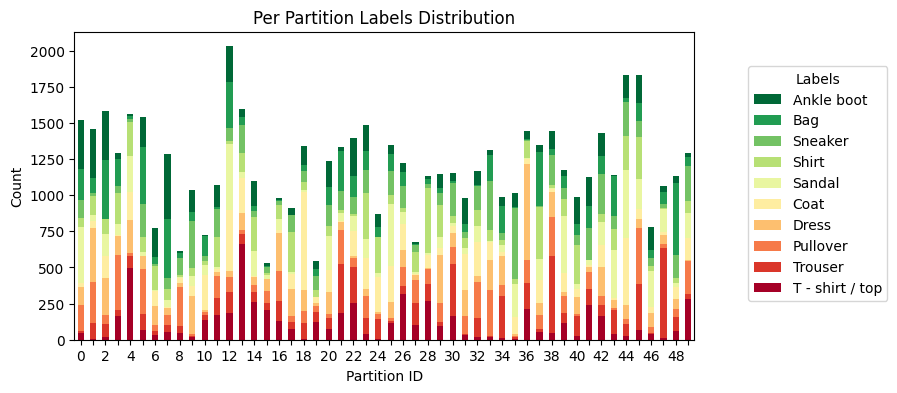 Per Partition Labels Distribution
2000
1750
1500
1250
1000
750
500
250
0
Count
0 2 4 6 8 10 12 14 16 18 20 22 24 26 28 30 32 34 36 38 40 42 44 46 48
Partition ID
Labels
Ankle boot
Bag
Sneaker
Shirt
Sandal
Coat
Dress
Pullover
Trouser
T - shirt / top